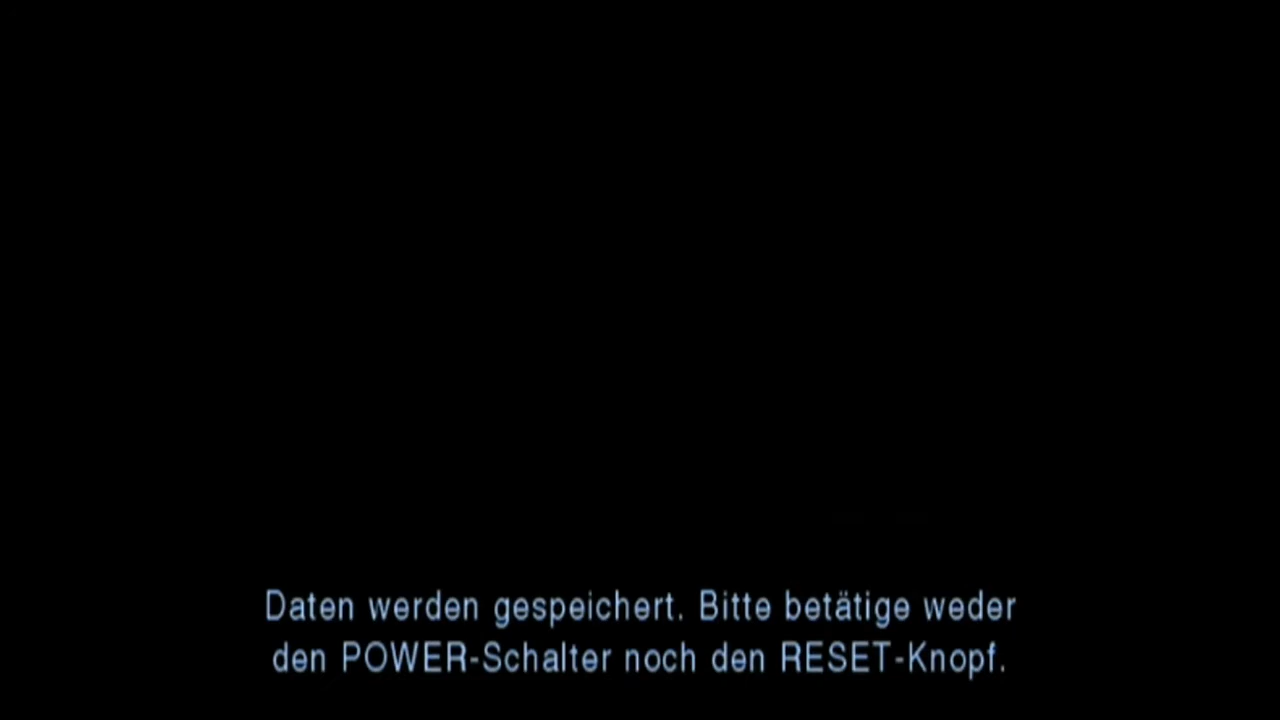 Daten werden gespeichert. Bitte betätige weder
den POWER-Schalter noch den RESET-Knopf.